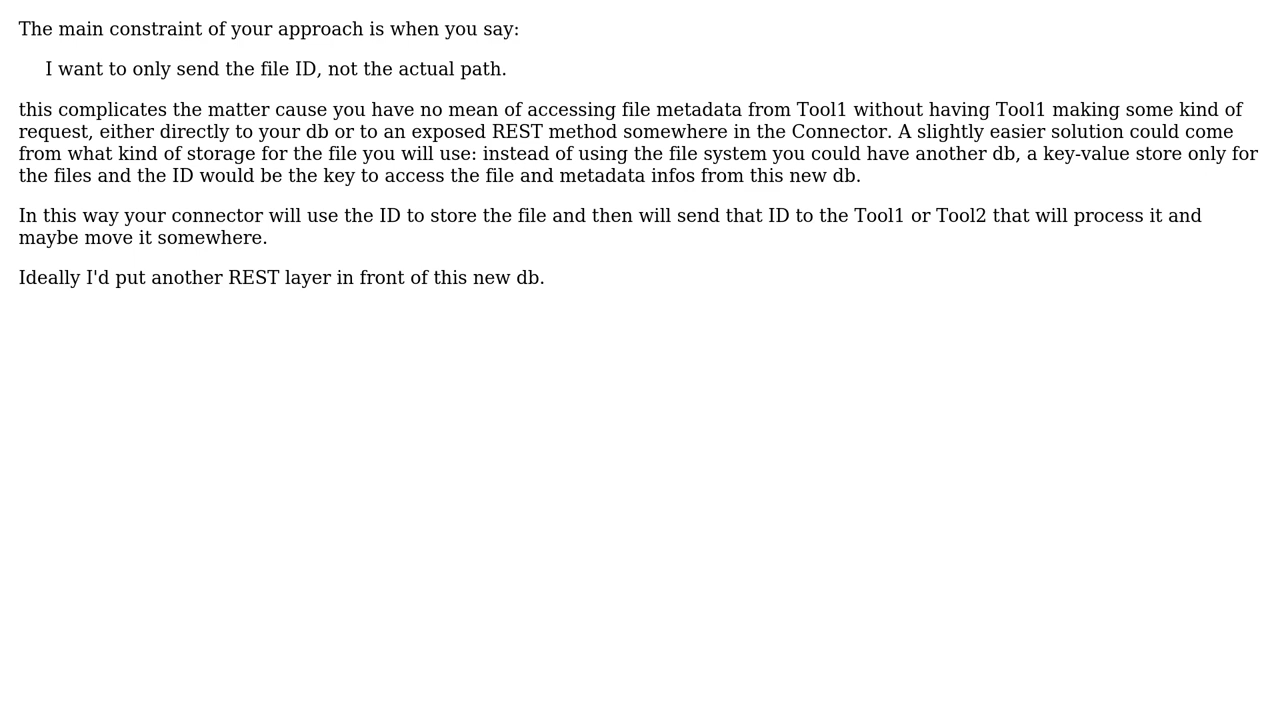 The main constraint of your approach is when you say:
I want to only send the file ID, not the actual path.
this complicates the matter cause you have no mean of accessing file metadata from Tool1 without having Tool1 making some kind of
request, either directly to your db or to an exposed REST method somewhere in the Connector. A slightly easier solution could come
from what kind of storage for the file you will use: instead of using the file system you could have another db, a key-value store only for
the files and the ID would be the key to access the file and metadata infos from this new db.
In this way your connector will use the ID to store the file and then will send that ID to the Tool1 or Tool2 that will process it and
maybe move it somewhere.
Ideally I'd put another REST layer in front of this new db.